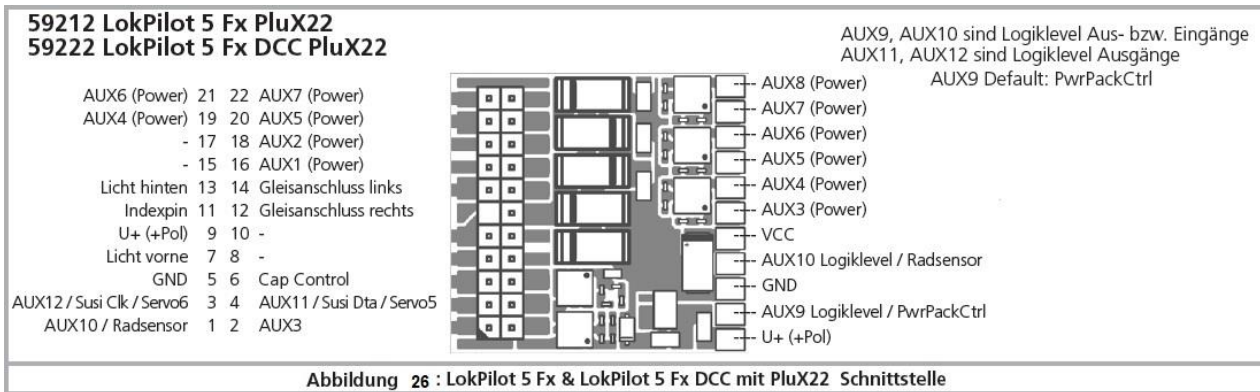 59212 LokPilot 5 Fx PluX22
59222 LokPilot 5 Fx DCC PluX22
AUX9, AUX10 sind Logiklevel Aus- bzw. Eingänge
AUX11, AUX12 sind Logiklevel Ausgänge
AUX9 Default: PwrPackCtrl
AUX6 (Power) 21 22 AUX7 (Power)
AUX4 (Power) 19 20 AUX5 (Power)
- 17 18 AUX2 (Power)
- 15 16 AUX1 (Power)
Licht hinten 13 14 Gleisanschluss links
Indexpin 11 12 Gleisanschluss rechts
U+ (+Pol) 9 10 -
Licht vorne 7 8 -
GND 5 6 Cap Control
AUX12 / Susi Clk / Servo6 3 4 AUX11 / Susi Dta / Servo5
AUX10 / Radsensor 1 2 AUX3
AUX8 (Power)
AUX7 (Power)
AUX6 (Power)
AUX5 (Power)
AUX4 (Power)
AUX3 (Power)
VCC
AUX10 Logiklevel / Radsensor
GND
AUX9 Logiklevel / PwrPackCtrl
U+ (+Pol)
Abbildung 26 : LokPilot 5 Fx & LokPilot 5 Fx DCC mit PluX22 Schnittstelle